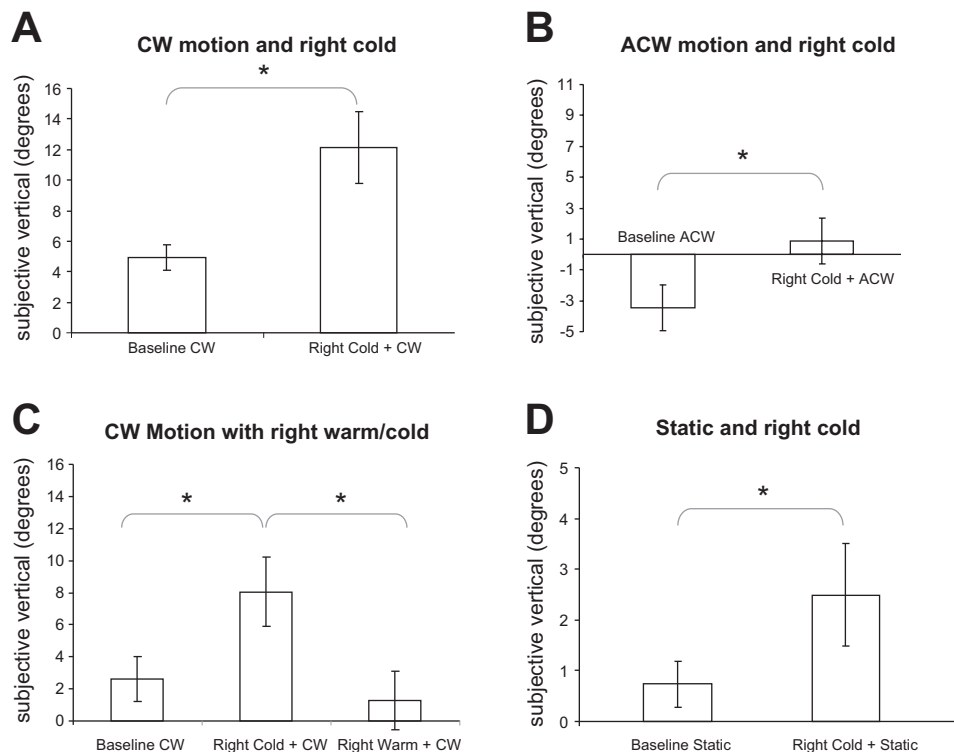 A
CW motion and right cold
subjective vertical (degrees)
16
14
12
10
8
6
4
2
0
*
Baseline CW
Right Cold + CW
B
ACW motion and right cold
subjective vertical (degrees)
11
9
7
5
3
1
-1
-3
-5
*
Baseline ACW
Right Cold + ACW
C
CW Motion with right warm/cold
subjective vertical (degrees)
16
14
12
10
8
6
4
2
0
*
*
Baseline CW
Right Cold + CW
Right Warm + CW
D
Static and right cold
subjective vertical (degrees)
5
4
3
2
1
0
*
Baseline Static
Right Cold + Static